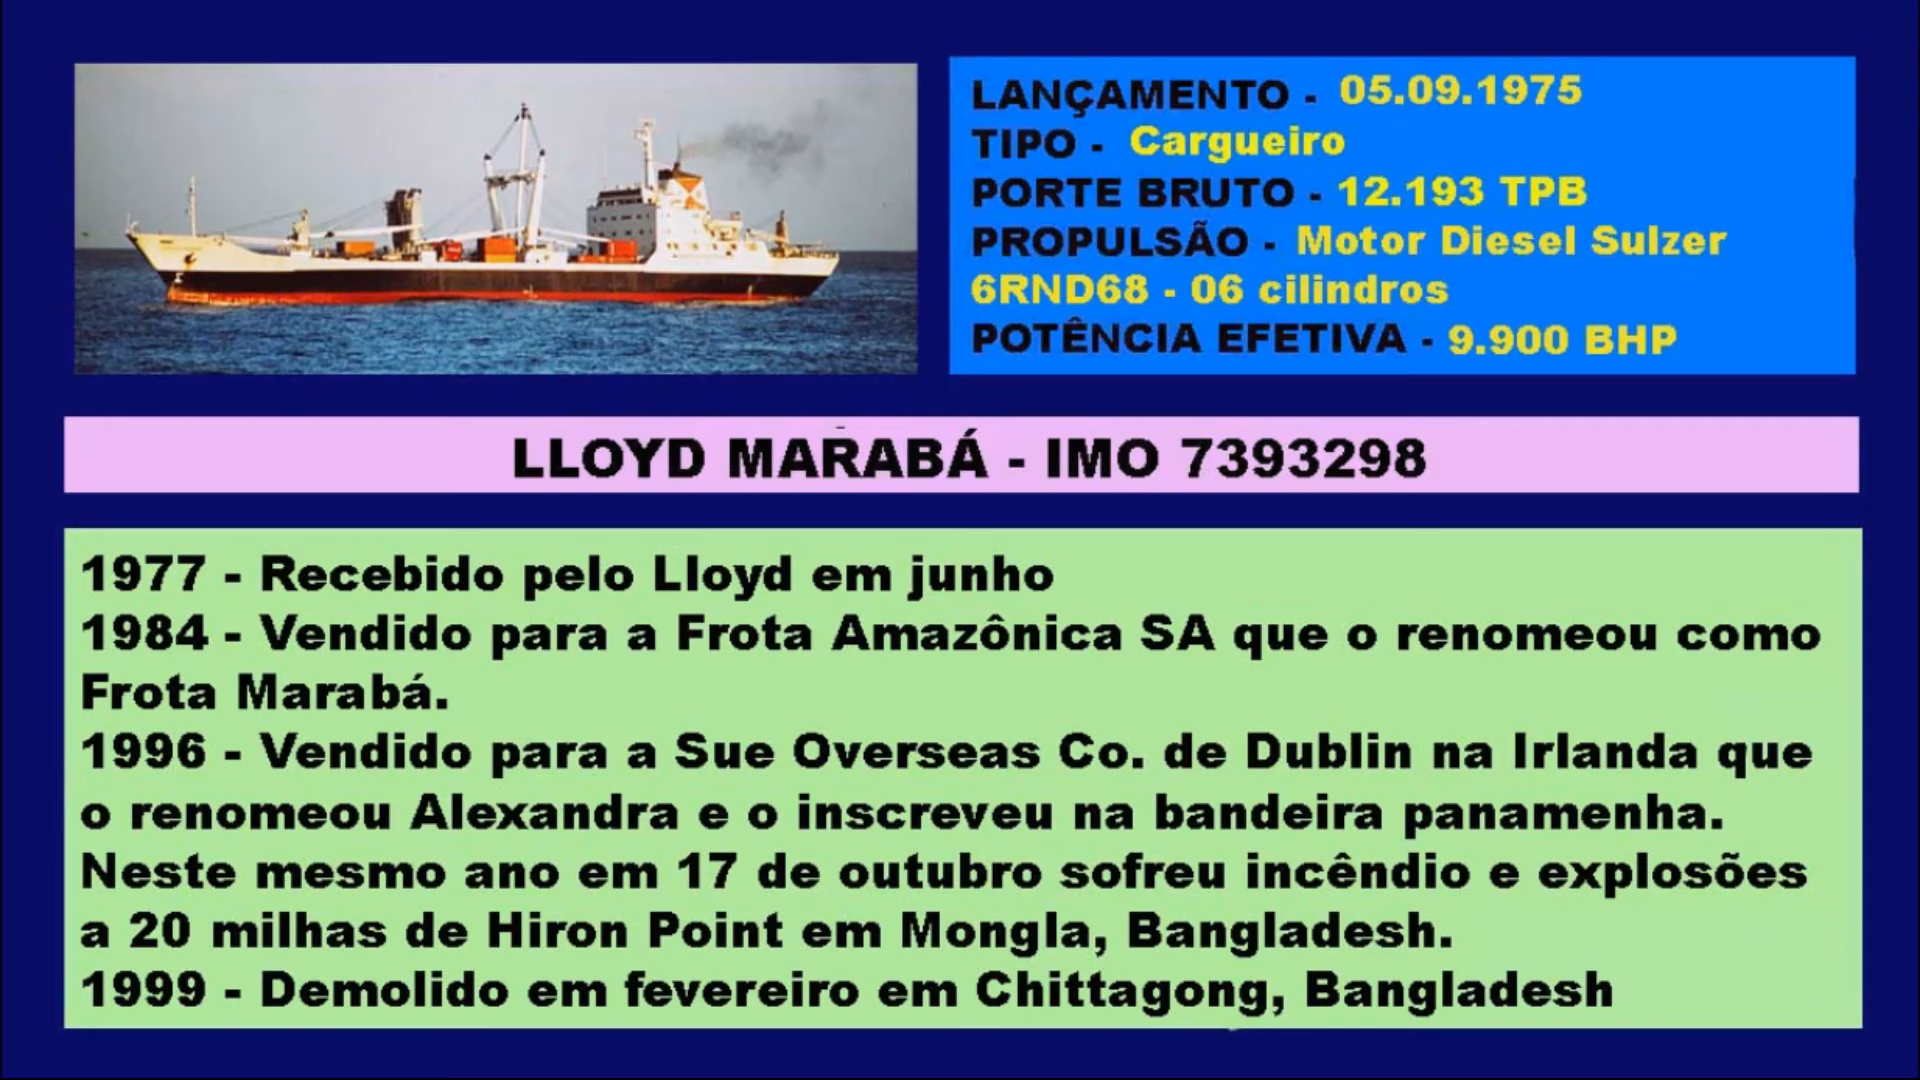 LANÇAMENTO - 05.09.1975
TIPO - Cargueiro
PORTE BRUTO - 12.193 TPB
PROPULSÃO - Motor Diesel Sulzer
6RND68 - 06 cilindros
POTÊNCIA EFETIVA - 9.900 BHP
LLOYD MARABÁ - IMO 7393298
1977 - Recebido pelo Lloyd em junho
1984 - Vendido para a Frota Amazônica SA que o renomeou como
Frota Marabá.
1996 - Vendido para a Sue Overseas Co. de Dublin na Irlanda que
o renomeou Alexandra e o inscreveu na bandeira panamenha.
Neste mesmo ano em 17 de outubro sofreu incêndio e explosões
a 20 milhas de Hiron Point em Mongla, Bangladesh.
1999 - Demolido em fevereiro em Chittagong, Bangladesh